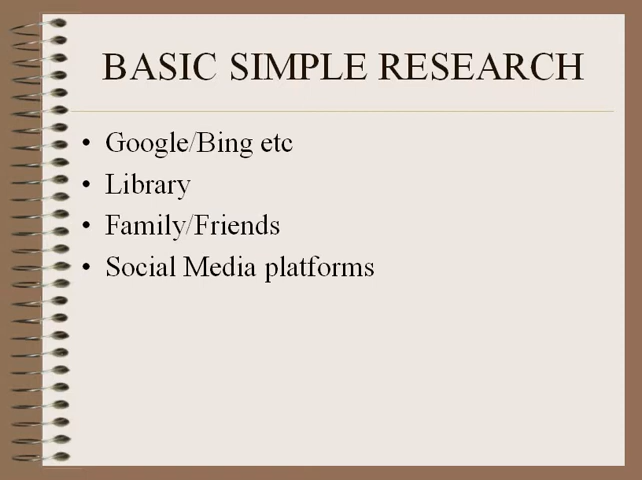 BASIC SIMPLE RESEARCH
• Google/Bing etc
• Library
• Family/Friends
• Social Media platforms